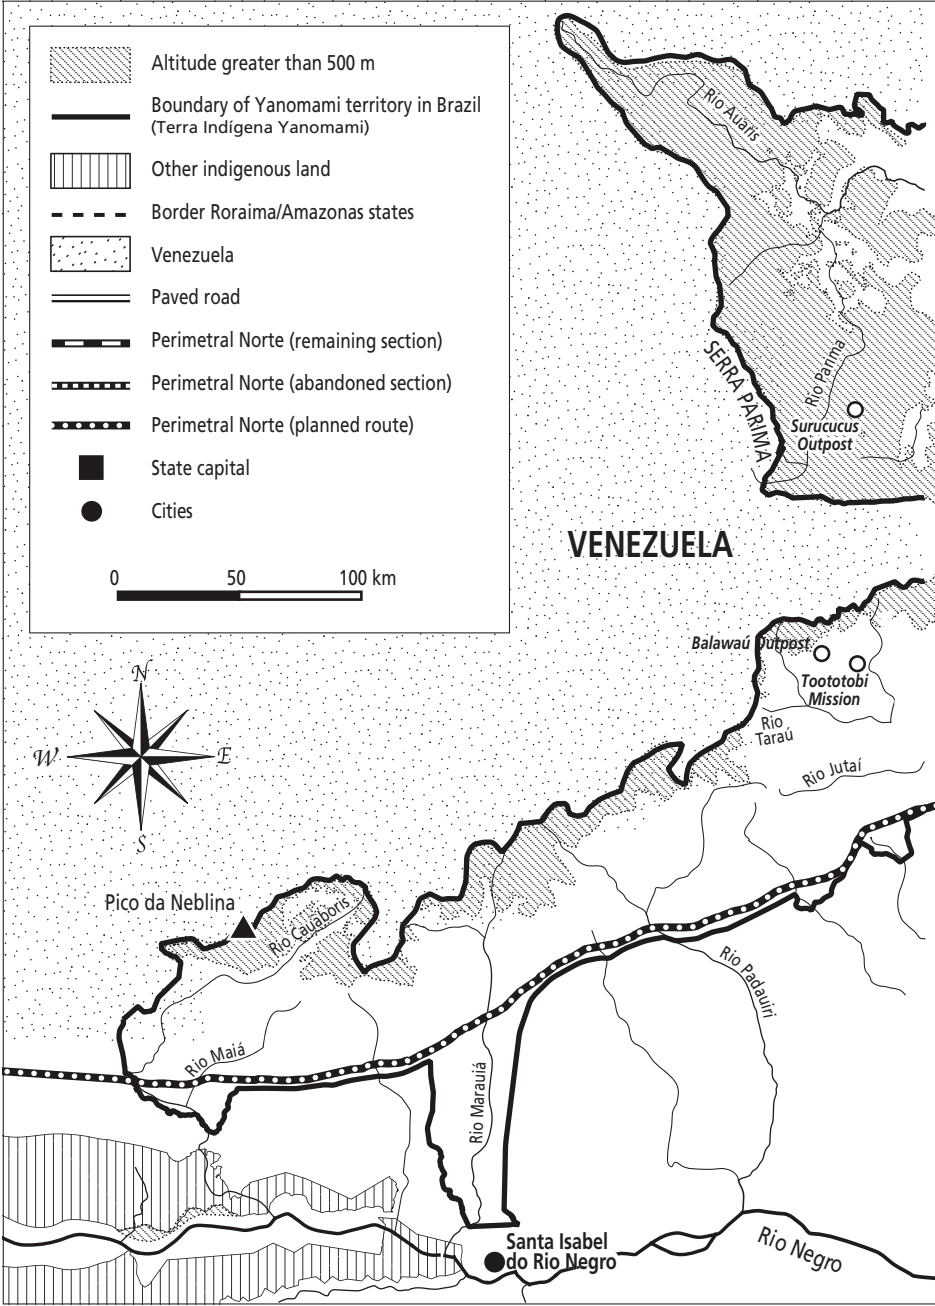 Altitude greater than 500 m
Boundary of Yanomami territory in Brazil
(Terra Indígena Yanomami)
Other indigenous land
Border Roraima/Amazonas states
Venezuela
Paved road
Perimetral Norte (remaining section)
Perimetral Norte (abandoned section)
Perimetral Norte (planned route)
State capital
Cities
0 50 100 km
Rio Auaris
Rio Parima
SERRA PARIMA
Surucucus
Outpost
VENEZUELA
Balawaú Outpost
Toototobi
Mission
Rio
Taraú
Rio Jutaí
N
W E
S
Pico da Neblina
Rio Cauaboris
Rio Padauiri
Rio Maiá
Rio Marauiá
Santa Isabel
do Rio Negro
Rio Negro